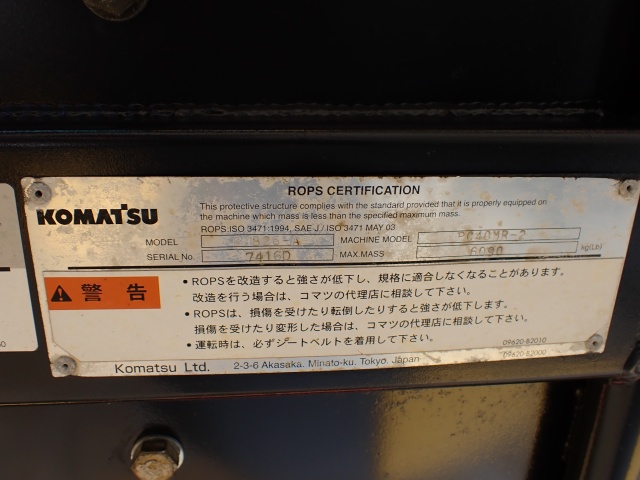 ROPS CERTIFICATION
KOMATSU
This protective structure complies with the standard provided that it is properly equipped on
the machine which mass is less than the specified maximum mass.
ROPS ISO 3471:1994, SAE J / ISO 3471 MAY 03
MODEL MACHINE MODEL PC40MR-2
SERIAL No. 7416D MAX.MASS 6090 kg(Lb)
警告
•ROPSを改造すると強さが低下し、規格に適合しなくなることがあります。
改造を行う場合は、コマツの代理店に相談して下さい。
•ROPSは、損傷を受けたり転倒したりすると強さが低下します。
損傷を受けたり変形した場合は、コマツの代理店に相談して下さい。
•運転時は、必ずシートベルトを着用して下さい。
09620-82010
Komatsu Ltd. 2-3-6 Akasaka, Minato-ku, Tokyo, Japan
09620-B2000